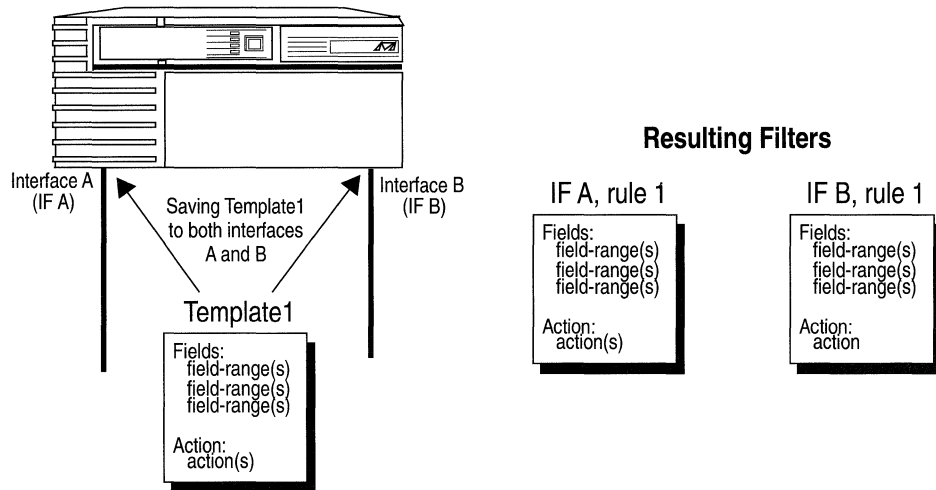 Interface A
(IF A)
Saving Template1
to both interfaces
A and B
Interface B
(IF B)
Template1
Fields:
field-range(s)
field-range(s)
field-range(s)
Action:
action(s)
Resulting Filters
IF A, rule 1
Fields:
field-range(s)
field-range(s)
field-range(s)
Action:
action(s)
IF B, rule 1
Fields:
field-range(s)
field-range(s)
field-range(s)
Action:
action